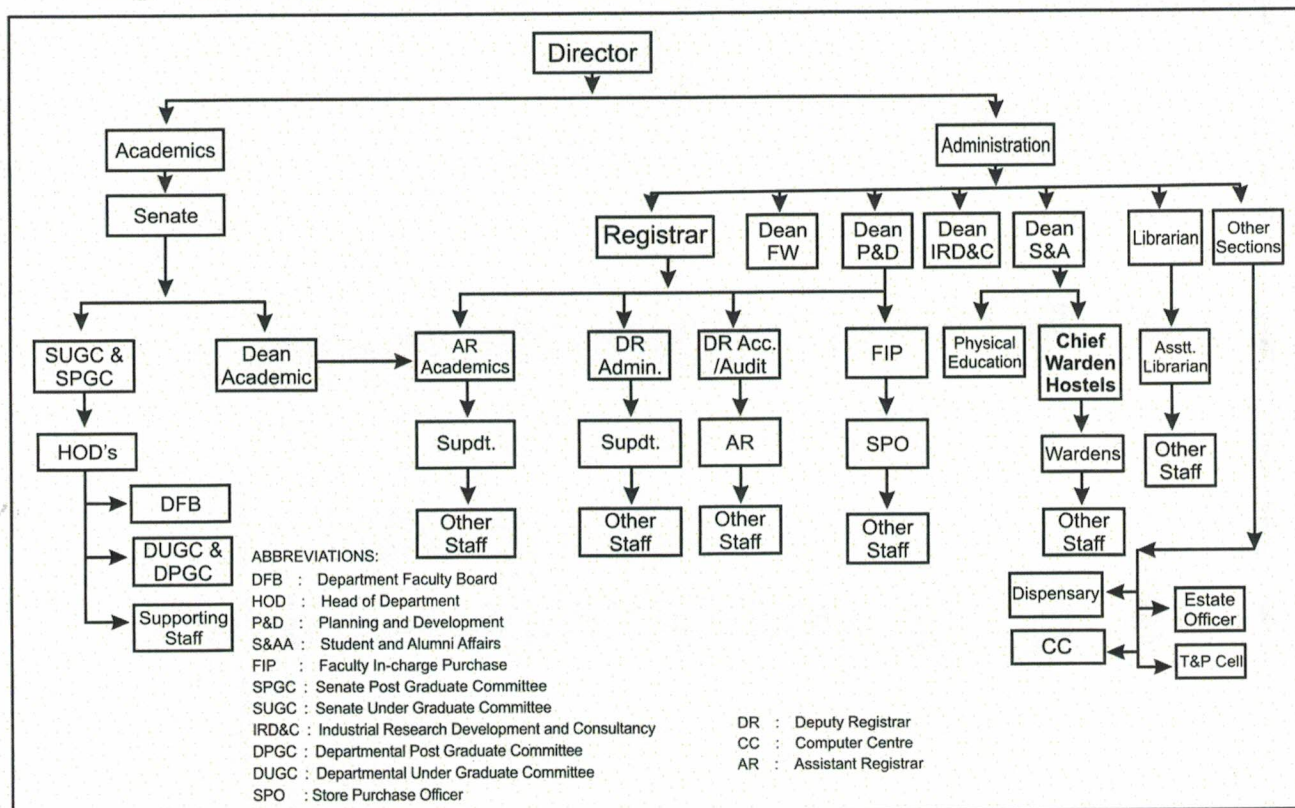 Director
Academics
Administration
Senate
Registrar
Dean
FW
Dean
P&D
Dean
IRD&C
Dean
S&A
Librarian
Other
Sections
SUGC &
SPGC
Dean
Academic
AR
Academics
DR
Admin.
DR Acc.
/Audit
FIP
Physical
Education
Chief
Warden
Hostels
Asstt.
Librarian
HOD's
Supdt.
Supdt.
AR
SPO
Wardens
Other
Staff
DFB
Other
Staff
Other
Staff
Other
Staff
Other
Staff
Other
Staff
DUGC &
DPGC
Supporting
Staff
Dispensary
Estate
Officer
CC
T&P Cell
ABBREVIATIONS:
DFB : Department Faculty Board
HOD : Head of Department
P&D : Planning and Development
S&AA : Student and Alumni Affairs
FIP : Faculty In-charge Purchase
SPGC : Senate Post Graduate Committee
SUGC : Senate Under Graduate Committee
IRD&C : Industrial Research Development and Consultancy
DPGC : Departmental Post Graduate Committee
DUGC : Departmental Under Graduate Committee
SPO : Store Purchase Officer
DR : Deputy Registrar
CC : Computer Centre
AR : Assistant Registrar